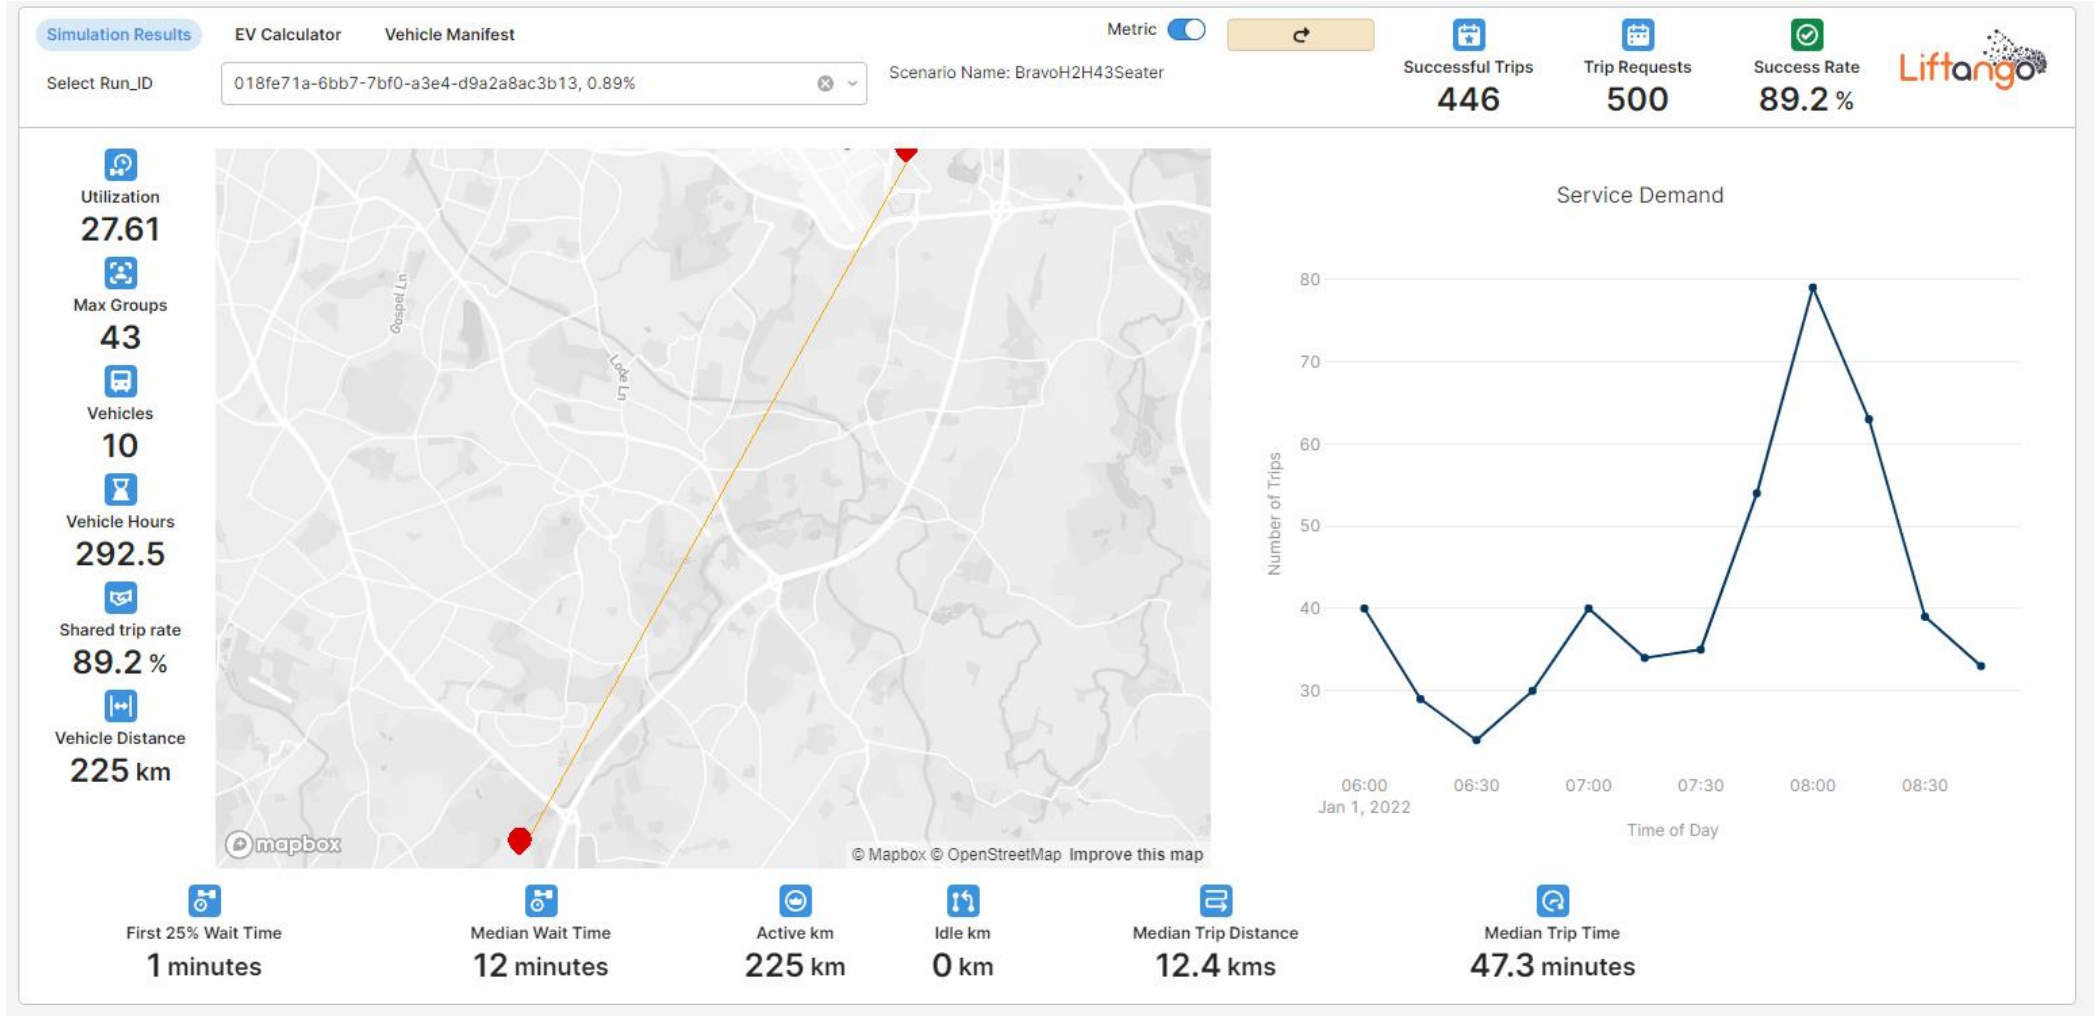 Simulation Results
EV Calculator
Vehicle Manifest
Metric
Select Run_ID
018fe71a-6bb7-7bf0-a3e4-d9a2a8ac3b13, 0.89%
Scenario Name: BravoH2H43Seater
Successful Trips
446
Trip Requests
500
Success Rate
89.2 %
Liftango
Utilization
27.61
Max Groups
43
Vehicles
10
Vehicle Hours
292.5
Shared trip rate
89.2 %
Vehicle Distance
225 km
Gospel Ln
Lode Ln
mapbox
© Mapbox © OpenStreetMap Improve this map
Service Demand
80
70
60
50
40
30
Number of Trips
06:00
06:30
07:00
07:30
08:00
08:30
Jan 1, 2022
Time of Day
First 25% Wait Time
1 minutes
Median Wait Time
12 minutes
Active km
225 km
Idle km
0 km
Median Trip Distance
12.4 kms
Median Trip Time
47.3 minutes